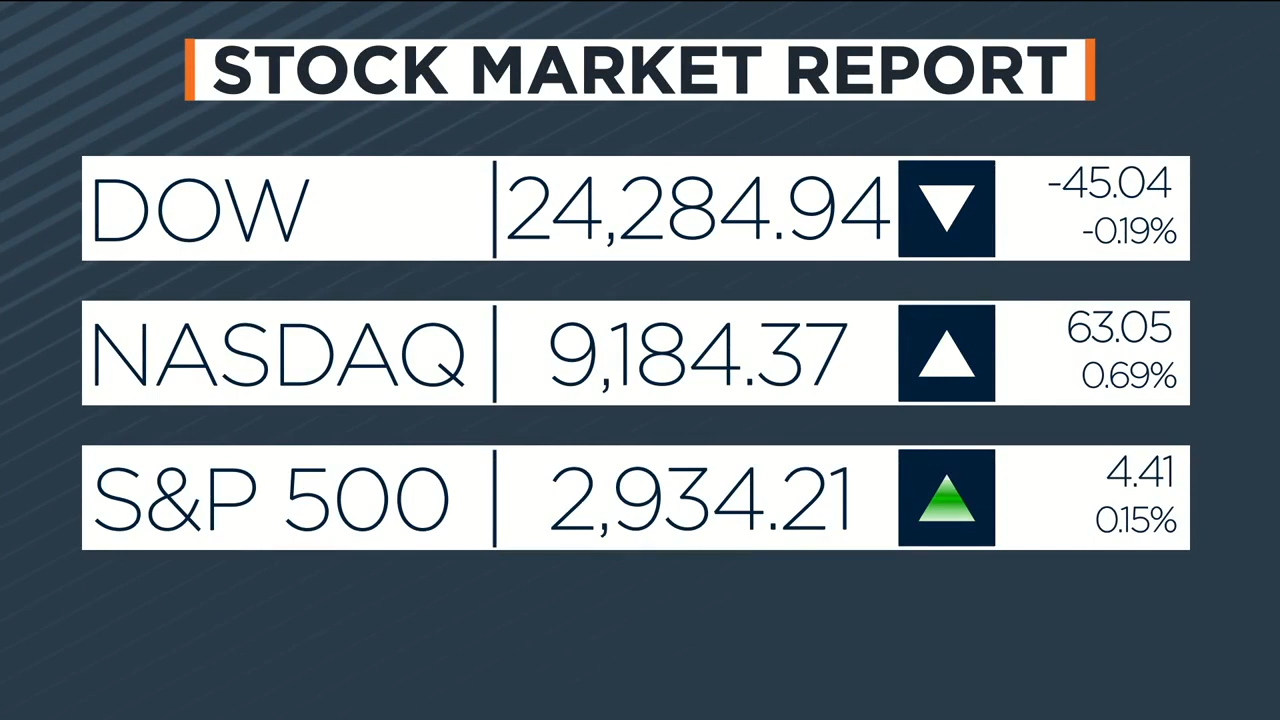 STOCK MARKET REPORT
DOW 24,284.94 -45.04
-0.19%
NASDAQ 9,184.37 63.05
0.69%
S&P 500 2,934.21 4.41
0.15%